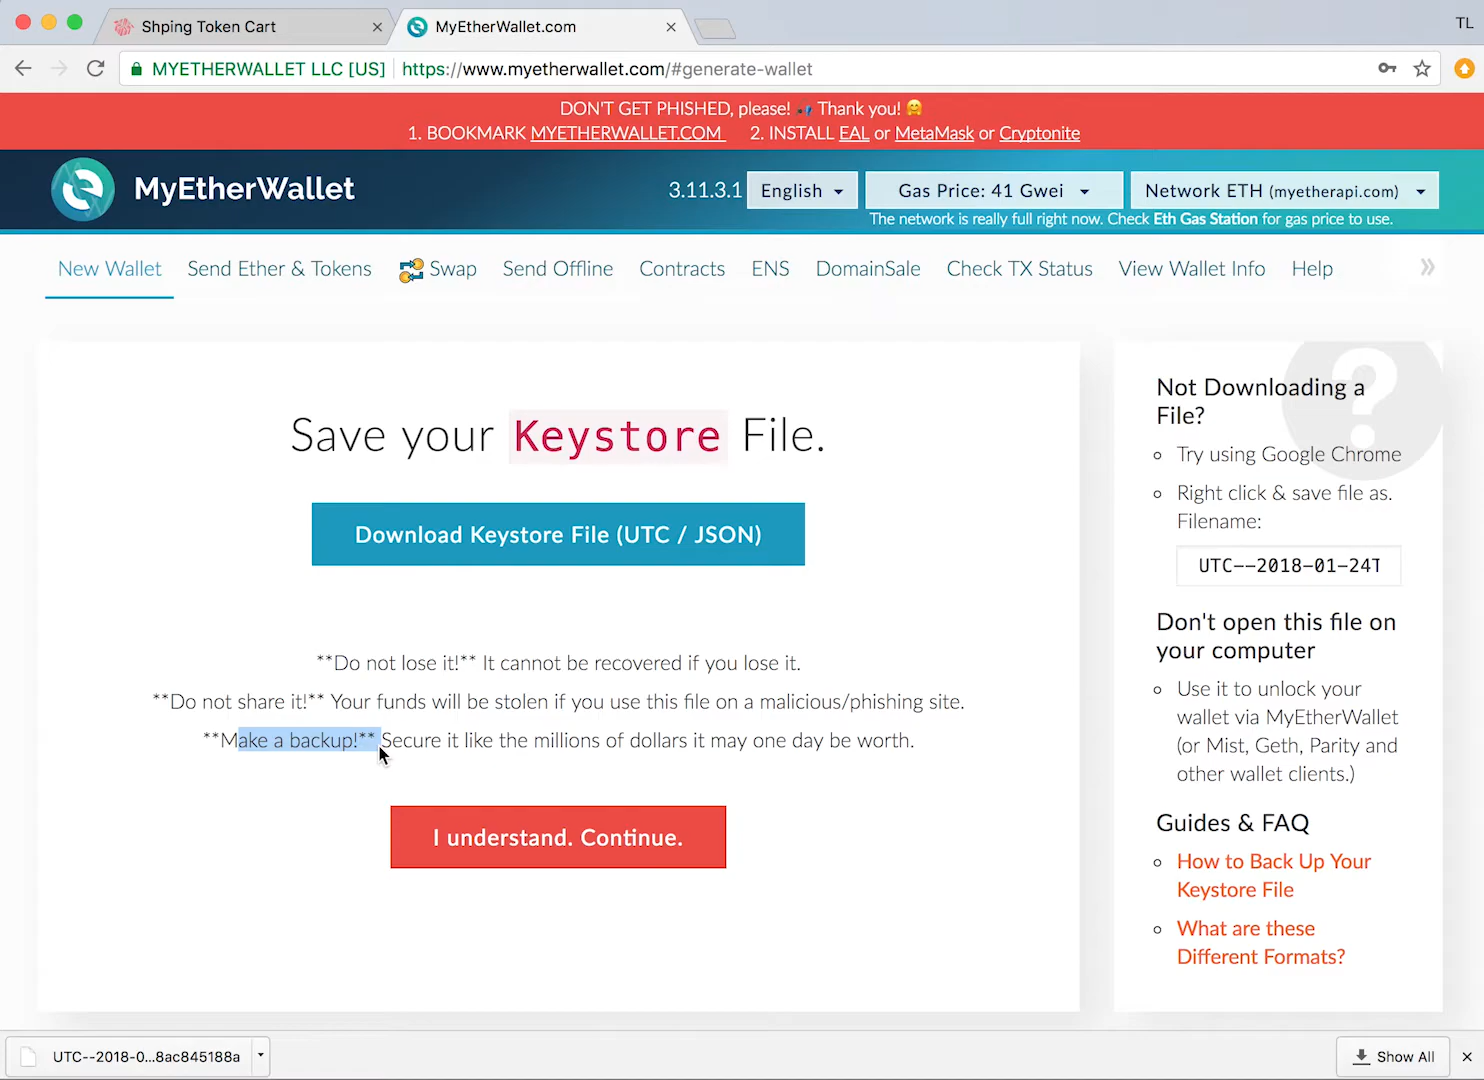 Shping Token Cart
MyEtherWallet.com
TL
MYETHERWALLET LLC [US]
https://www.myetherwallet.com/#generate-wallet
DON'T GET PHISHED, please! Thank you! 🤗
1. BOOKMARK MYETHERWALLET.COM 2. INSTALL EAL or MetaMask or Cryptonite
MyEtherWallet
3.11.3.1
English
Gas Price: 41 Gwei
Network ETH (myetherapi.com)
The network is really full right now. Check Eth Gas Station for gas price to use.
New Wallet
Send Ether & Tokens
Swap
Send Offline
Contracts
ENS
DomainSale
Check TX Status
View Wallet Info
Help
»
Save your Keystore File.
Download Keystore File (UTC / JSON)
**Do not lose it!** It cannot be recovered if you lose it.
**Do not share it!** Your funds will be stolen if you use this file on a malicious/phishing site.
**Make a backup!** Secure it like the millions of dollars it may one day be worth.
I understand. Continue.
?
Not Downloading a
File?
Try using Google Chrome
Right click & save file as.
Filename:
UTC--2018-01-24T
Don't open this file on
your computer
Use it to unlock your
wallet via MyEtherWallet
(or Mist, Geth, Parity and
other wallet clients.)
Guides & FAQ
How to Back Up Your
Keystore File
What are these
Different Formats?
UTC--2018-0...8ac845188a
Show All